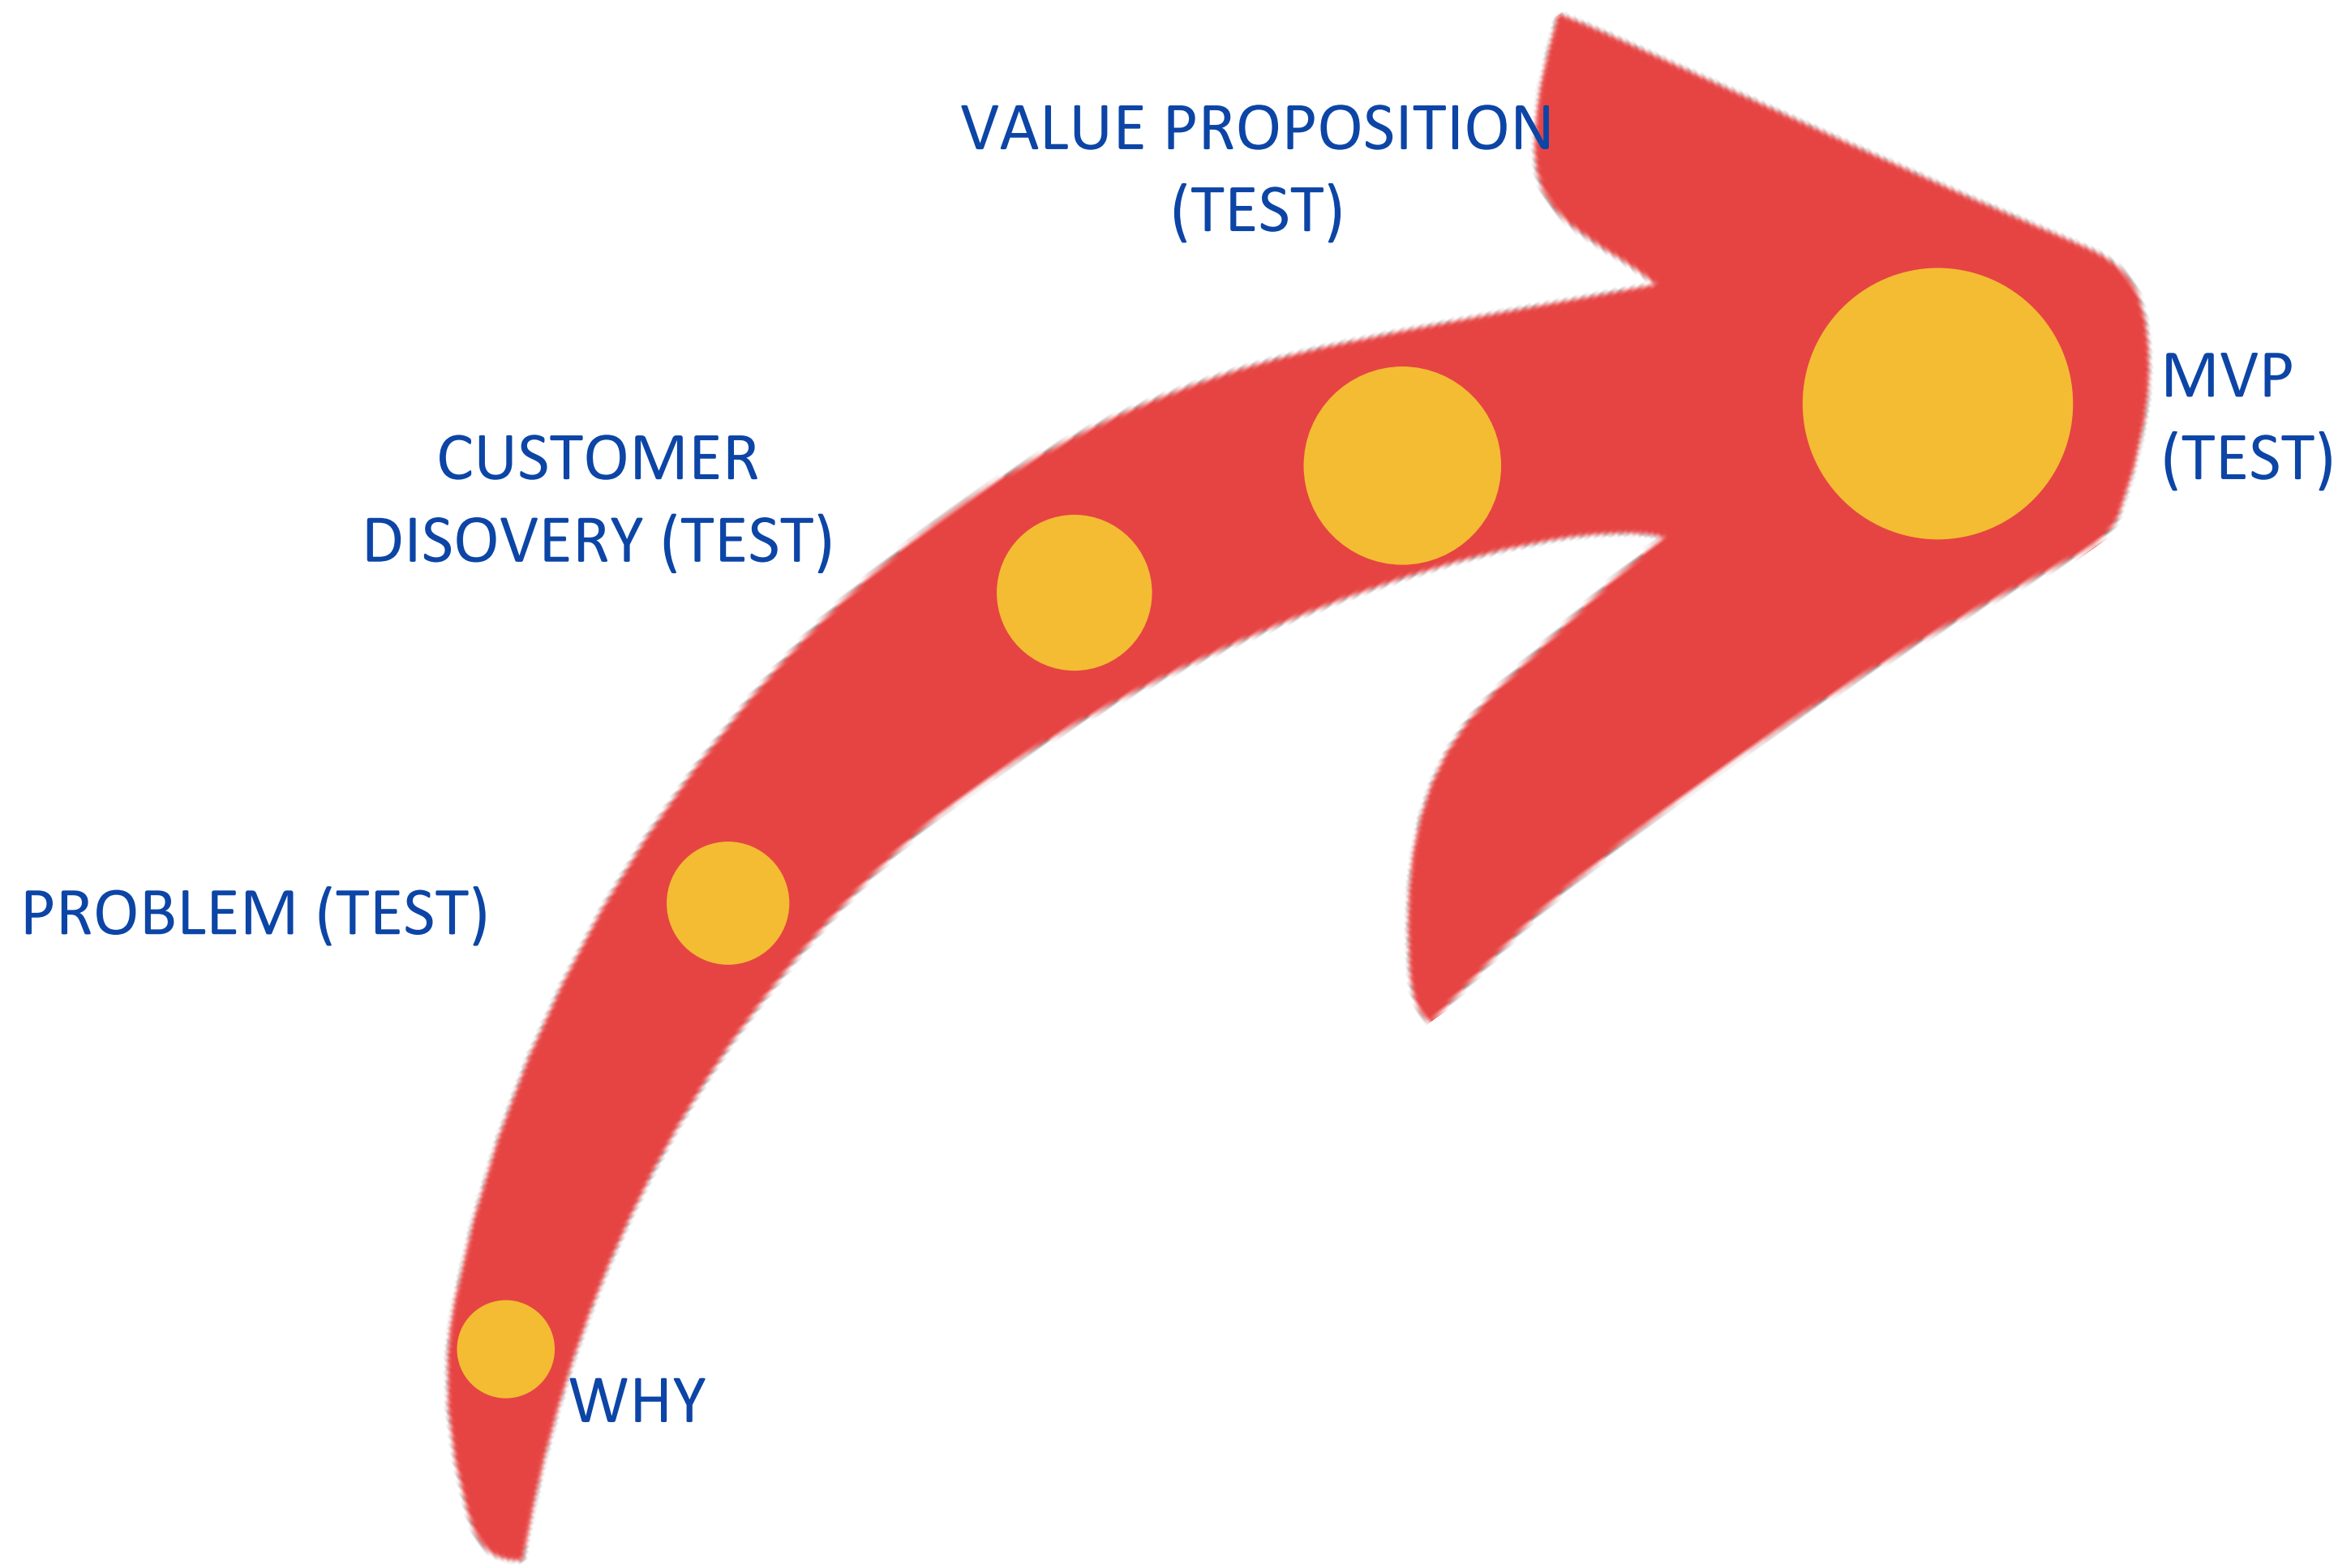 VALUE PROPOSITION
(TEST)
MVP
(TEST)
CUSTOMER
DISOVERY (TEST)
PROBLEM (TEST)
WHY